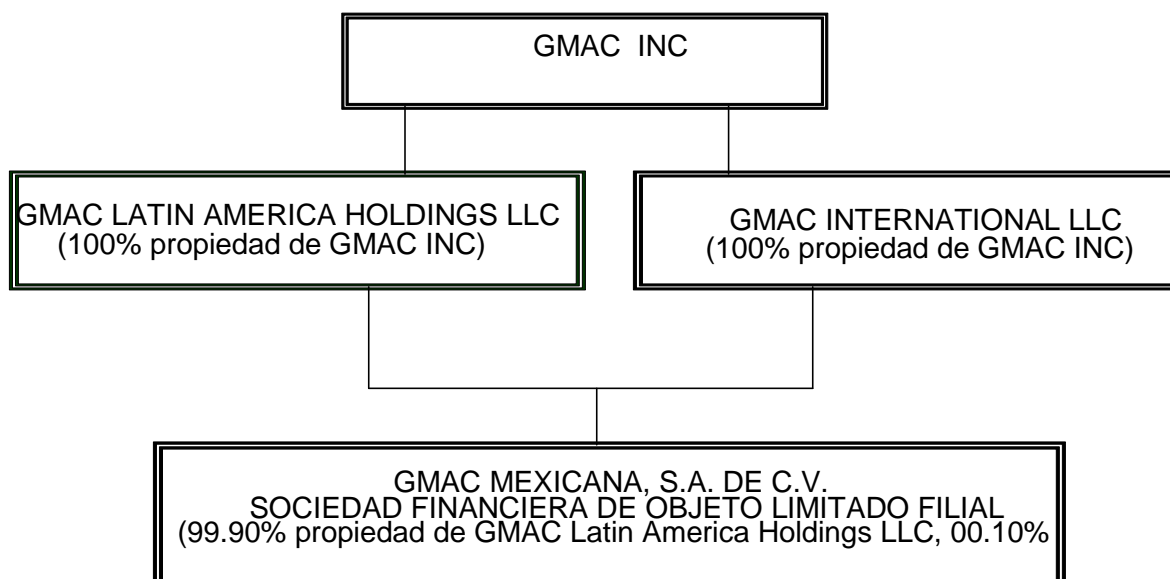 GMAC INC
GMAC LATIN AMERICA HOLDINGS LLC
(100% propiedad de GMAC INC)
GMAC INTERNATIONAL LLC
(100% propiedad de GMAC INC)
GMAC MEXICANA, S.A. DE C.V.
SOCIEDAD FINANCIERA DE OBJETO LIMITADO FILIAL
(99.90% propiedad de GMAC Latin America Holdings LLC, 00.10%